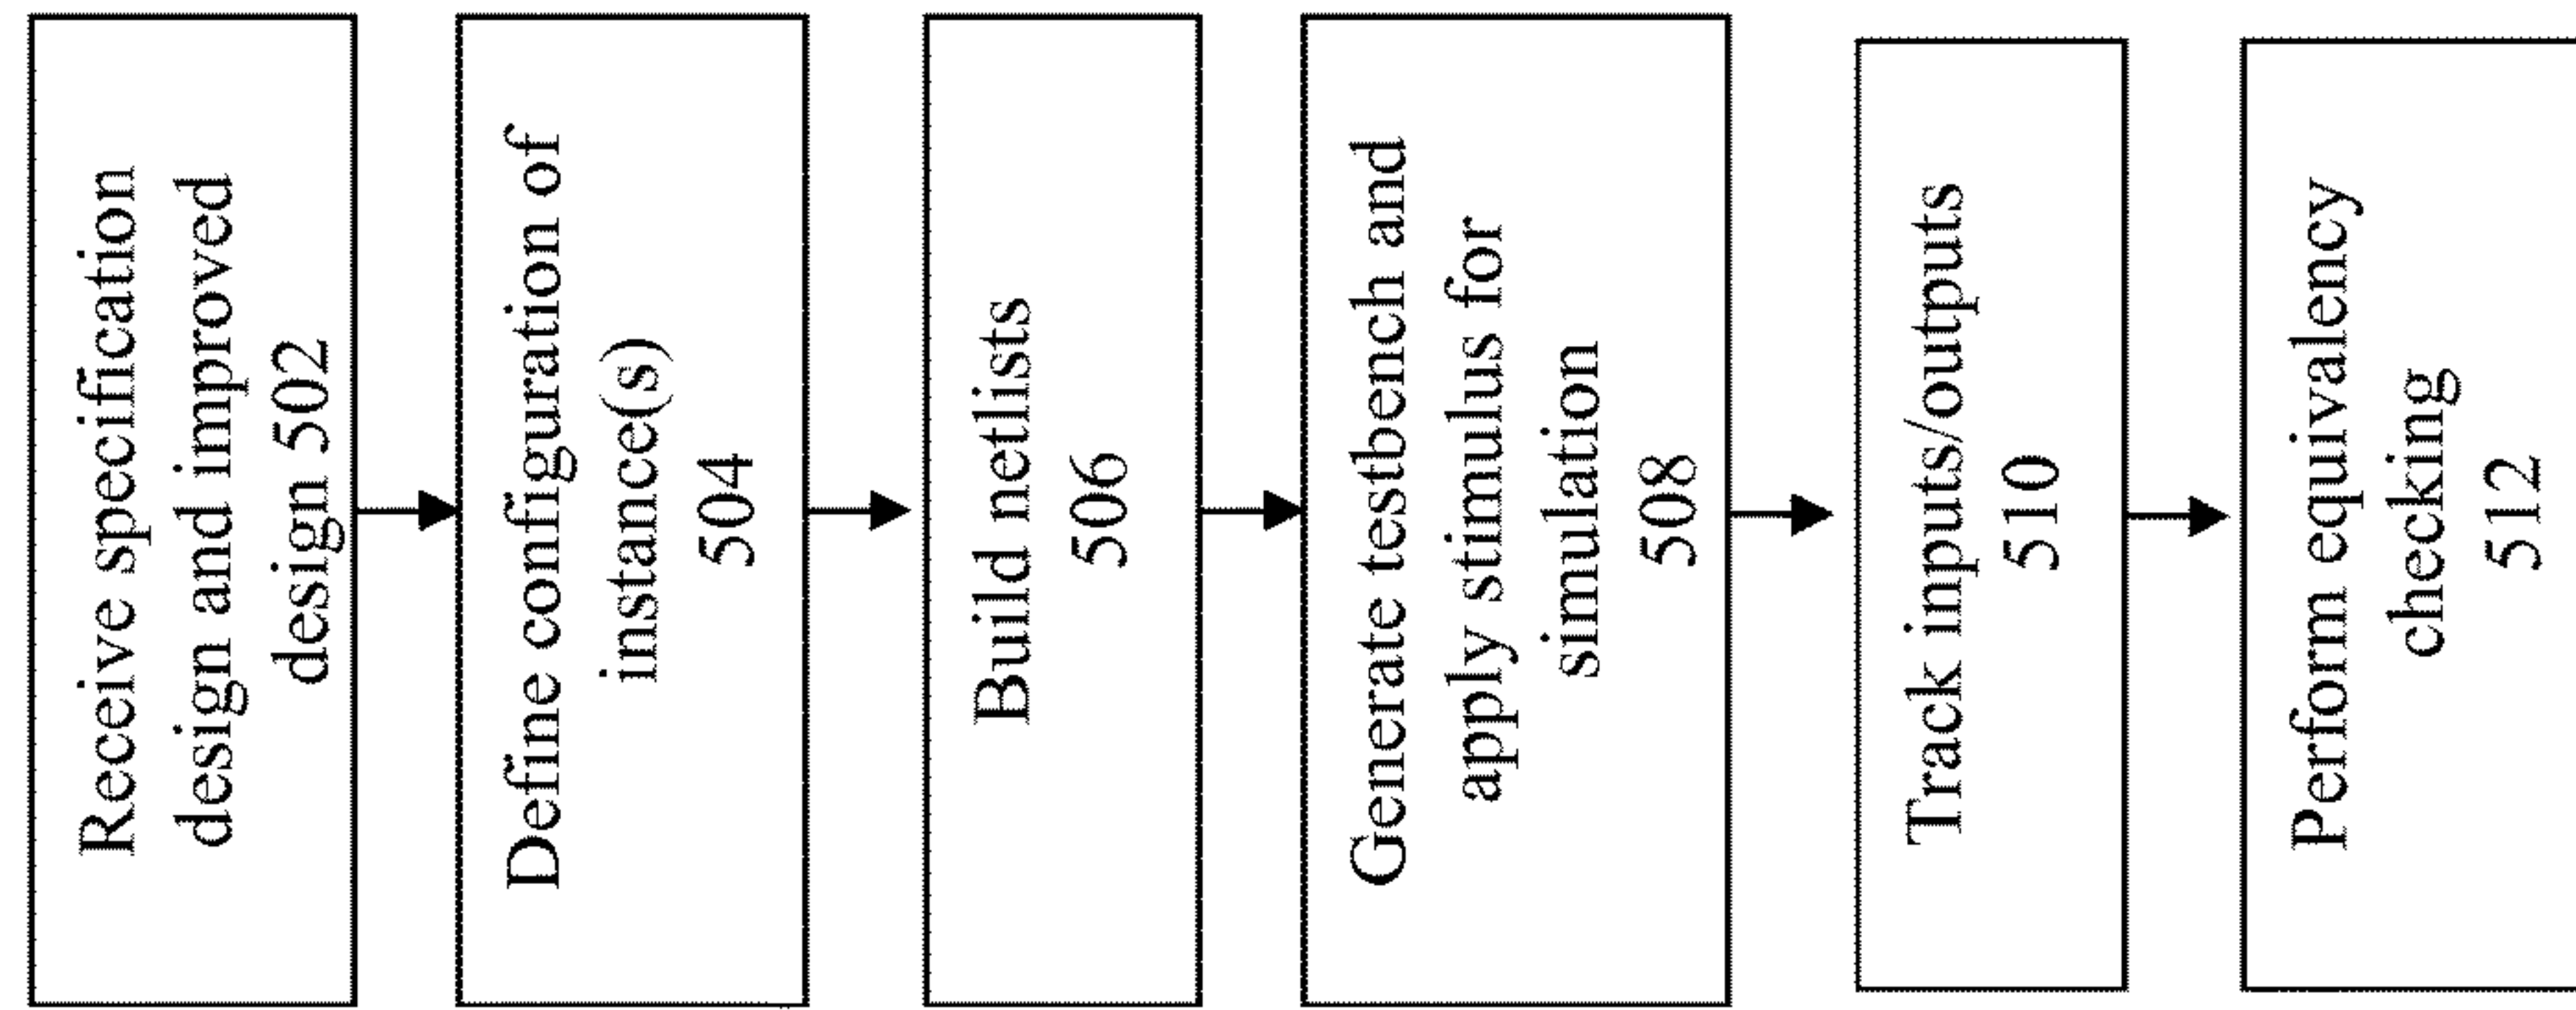 Receive specification
design and improved
design 502
Define configuration of
instance(s)
504
Build netlists
506
Generate testbench and
apply stimulus for
simulation
508
Track inputs/outputs
510
Perform equivalency
checking
512